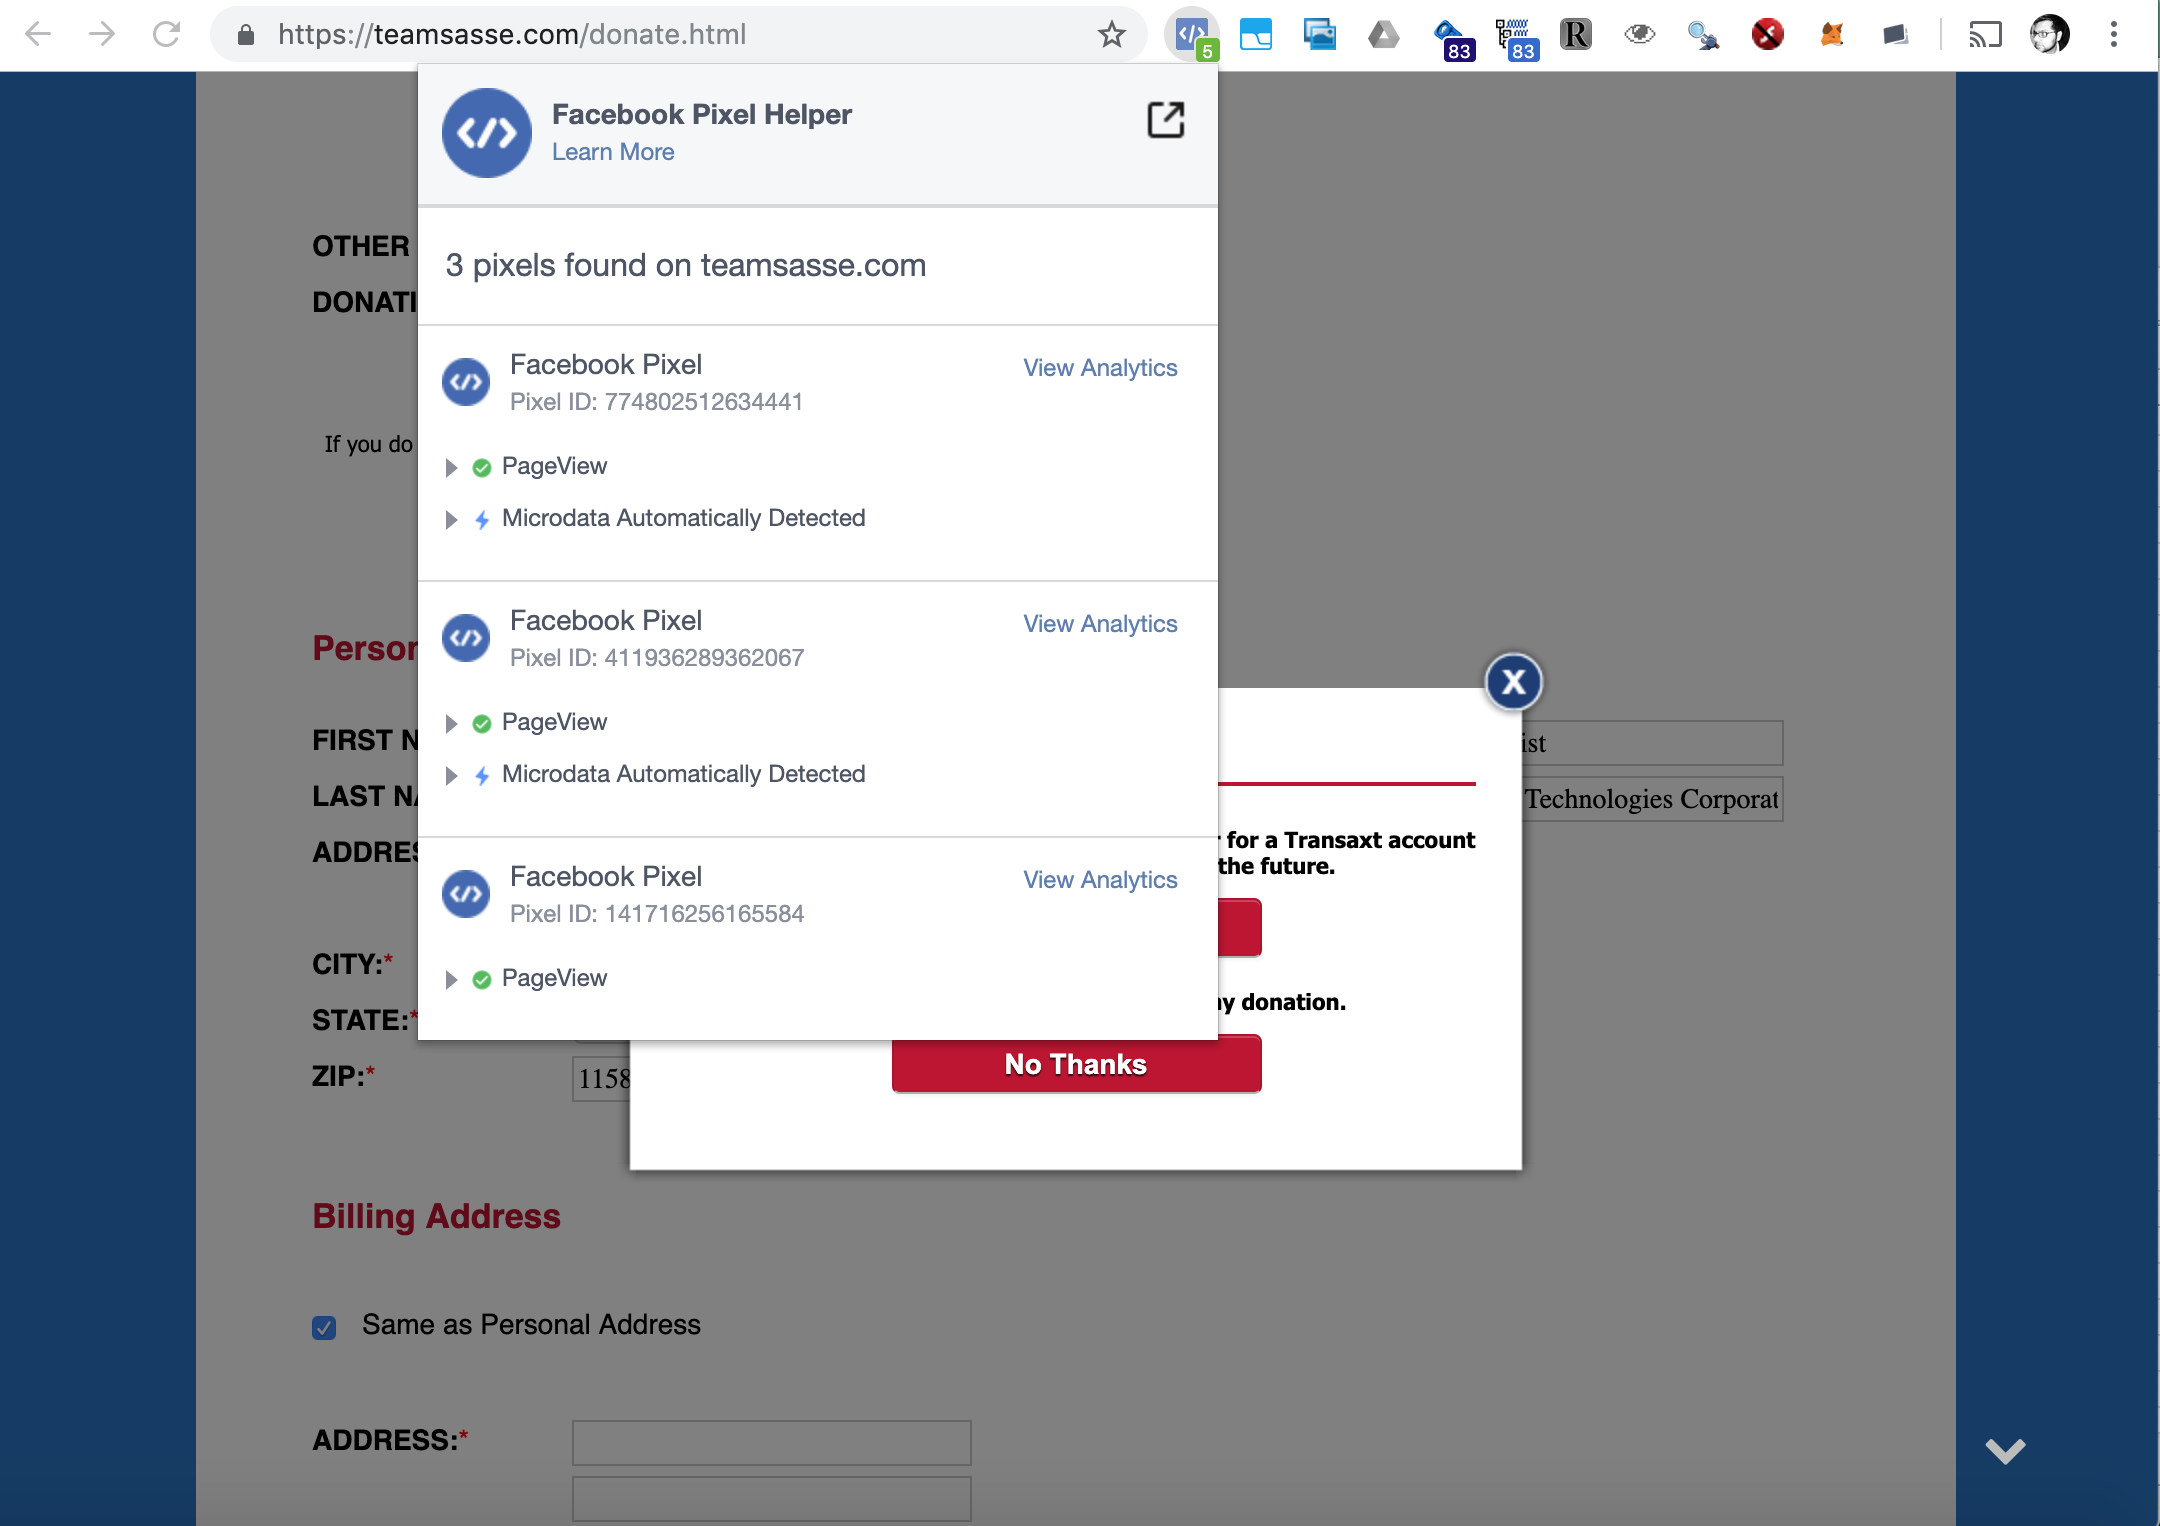 https://teamsasse.com/donate.html
5
83
83
R
Facebook Pixel Helper
Learn More
3 pixels found on teamsasse.com
OTHER
DONATI
Facebook Pixel
View Analytics
Pixel ID: 774802512634441
If you do
PageView
Microdata Automatically Detected
Facebook Pixel
View Analytics
Pixel ID: 411936289362067
Person
X
PageView
FIRST N
ist
Microdata Automatically Detected
LAST NA
Technologies Corporat
for a Transaxt account
ADDRES
the future.
Facebook Pixel
View Analytics
Pixel ID: 141716256165584
CITY:*
PageView
y donation.
STATE:*
No Thanks
ZIP:*
1158
Billing Address
Same as Personal Address
ADDRESS:*